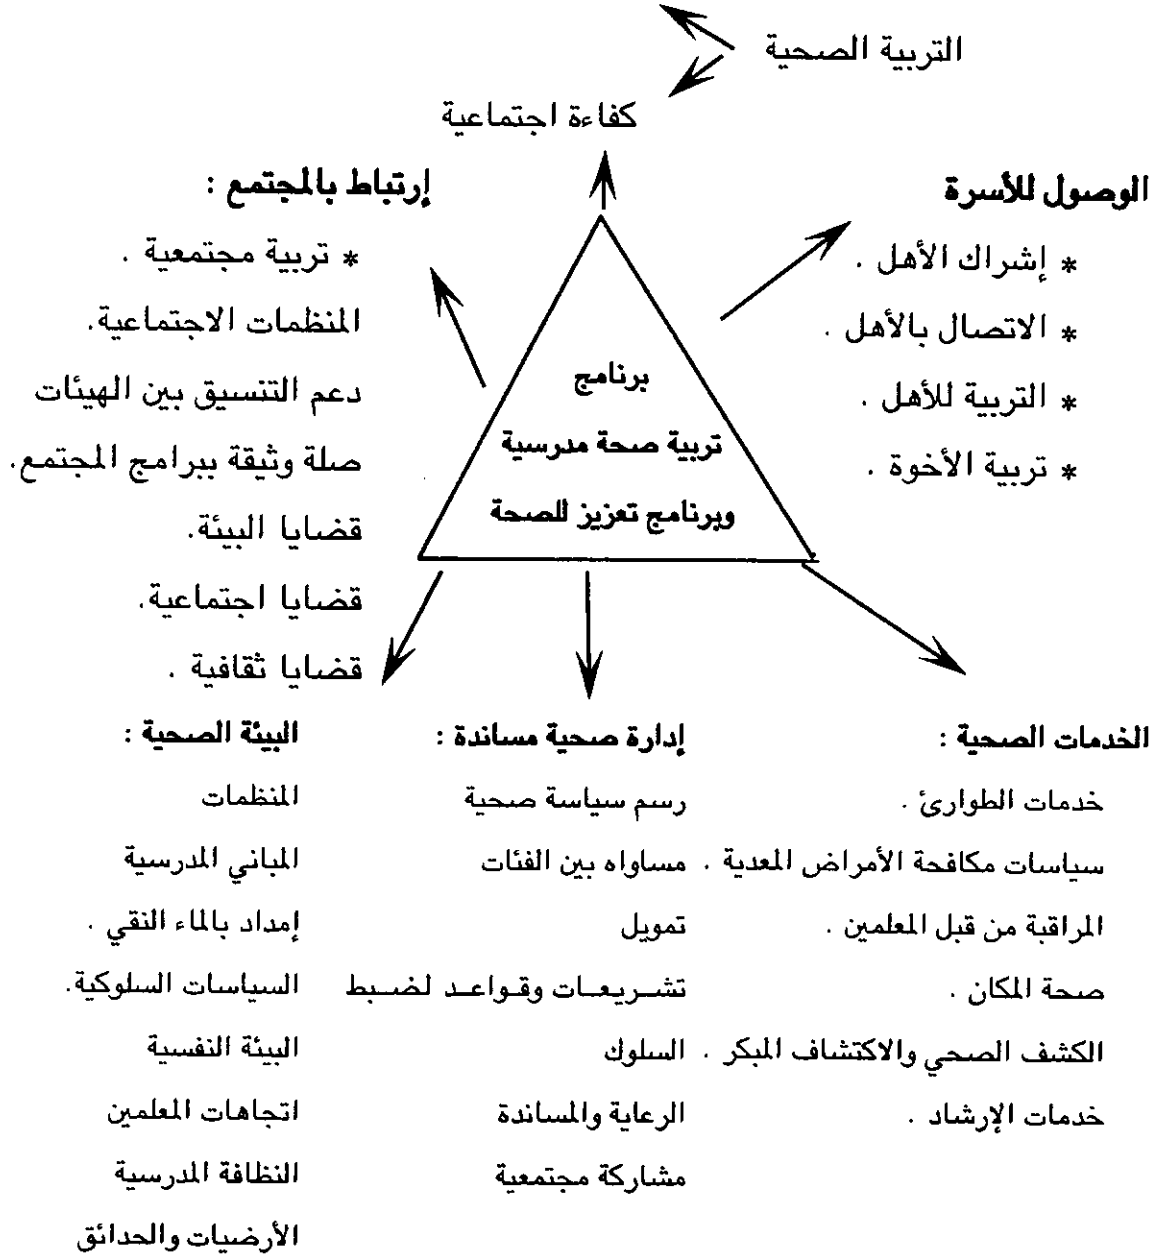 التربية الصحية
كفاءة اجتماعية
الوصول للأسرة
* إشراك الأهل .
* الاتصال بالأهل .
* التربية للأهل .
* تربية الأخوة .
إرتباط بالمجتمع :
* تربية مجتمعية .
المنظمات الاجتماعية.
دعم التنسيق بين الهيئات
صلة وثيقة ببرامج المجتمع.
قضايا البيئة.
قضايا اجتماعية.
قضايا ثقافية .
برنامج
تربية صحة مدرسية
وبرنامج تعزيز للصحة
الخدمات الصحية :
خدمات الطوارئ .
سياسات مكافحة الأمراض المعدية .
المراقبة من قبل المعلمين .
صحة المكان .
الكشف الصحي والاكتشاف المبكر .
خدمات الإرشاد .
إدارة صحية مساندة :
رسم سياسة صحية
مساواه بين الفئات
تمويل
تشريعات وقواعد لضبط
السلوك
الرعاية والمساندة
مشاركة مجتمعية
البيئة الصحية :
المنظمات
المباني المدرسية
إمداد بالماء النقي .
السياسات السلوكية.
البيئة النفسية
اتجاهات المعلمين
النظافة المدرسية
الأرضيات والحدائق